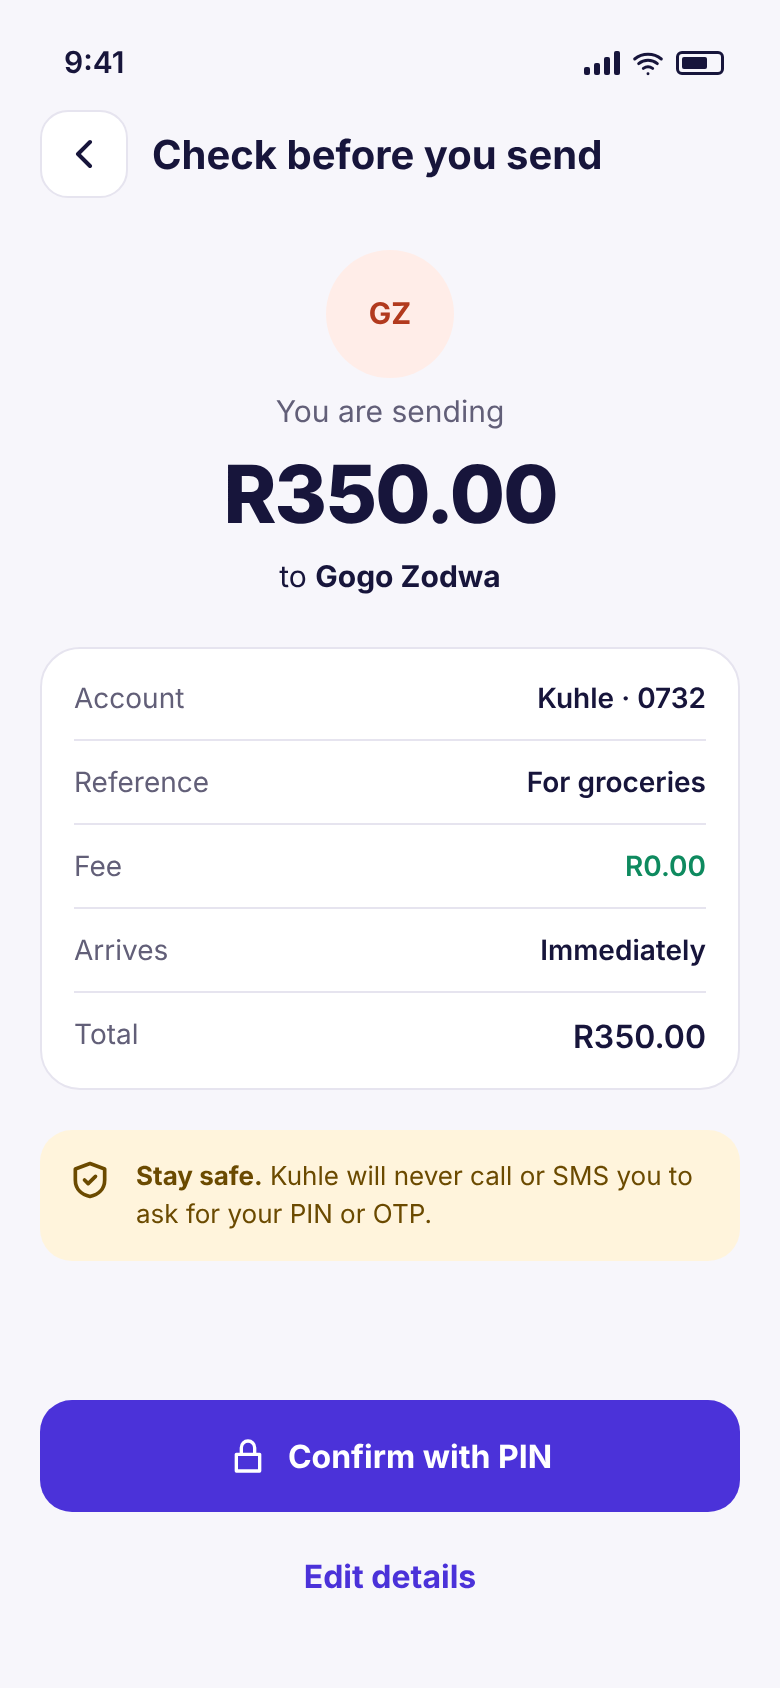 9:41
Check before you send
GZ
You are sending
R350.00
to Gogo Zodwa
Account Kuhle · 0732
Reference For groceries
Fee R0.00
Arrives Immediately
Total R350.00
Stay safe. Kuhle will never call or SMS you to
ask for your PIN or OTP.
Confirm with PIN
Edit details